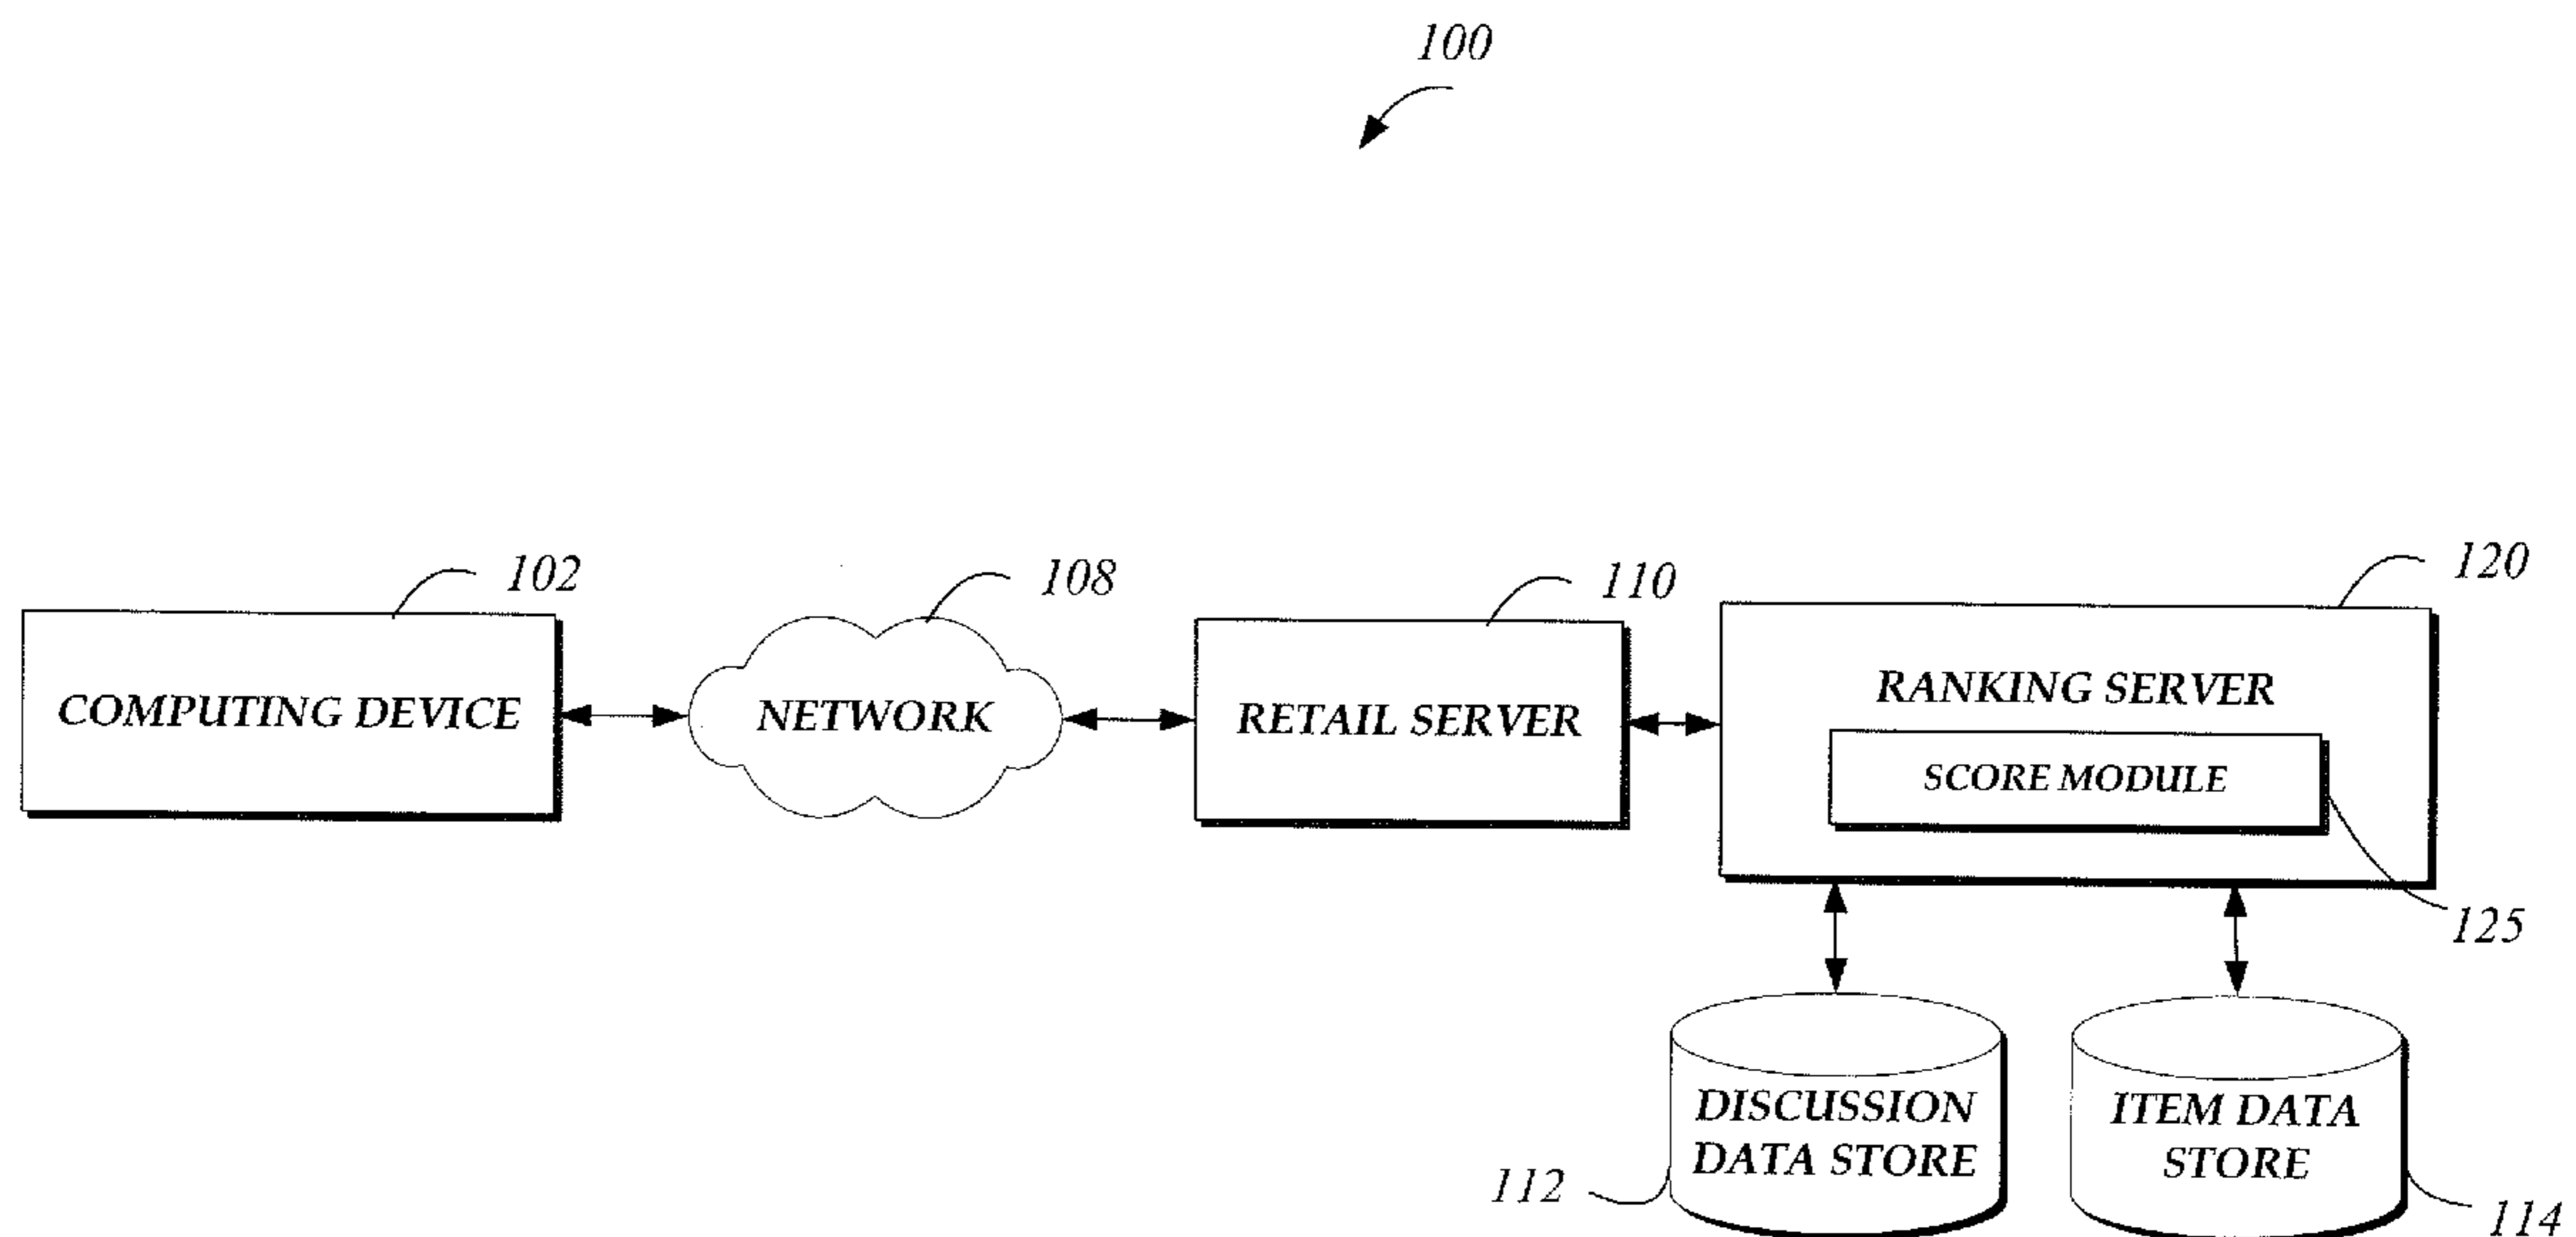 100
102
108
110
120
COMPUTING DEVICE
NETWORK
RETAIL SERVER
RANKING SERVER
SCORE MODULE
125
DISCUSSION
DATA STORE
ITEM DATA
STORE
112
114